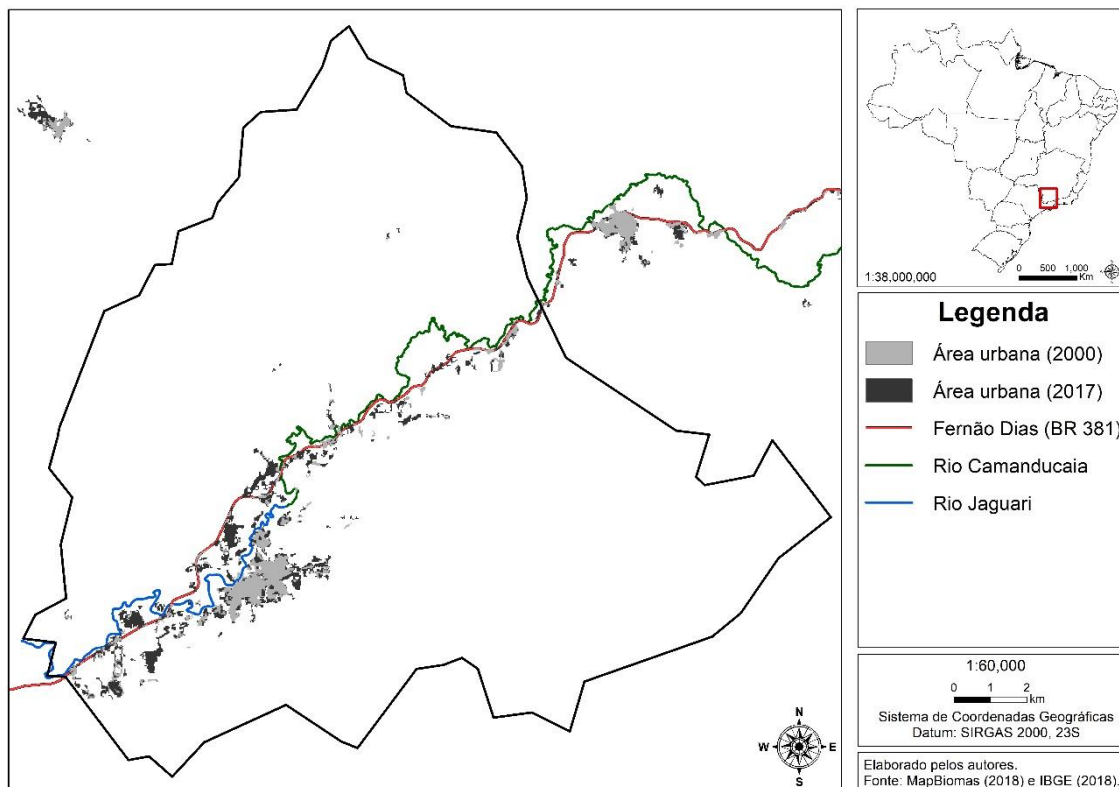 1:38,000,000
0 500 1,000
Km
Legenda
Área urbana (2000)
Área urbana (2017)
Fernão Dias (BR 381)
Rio Camanducaia
Rio Jaguari
1:60,000
0 1 2
km
Sistema de Coordenadas Geográficas
Datum: SIRGAS 2000, 23S
Elaborado pelos autores.
Fonte: MapBiomas (2018) e IBGE (2018).
N
W E
S